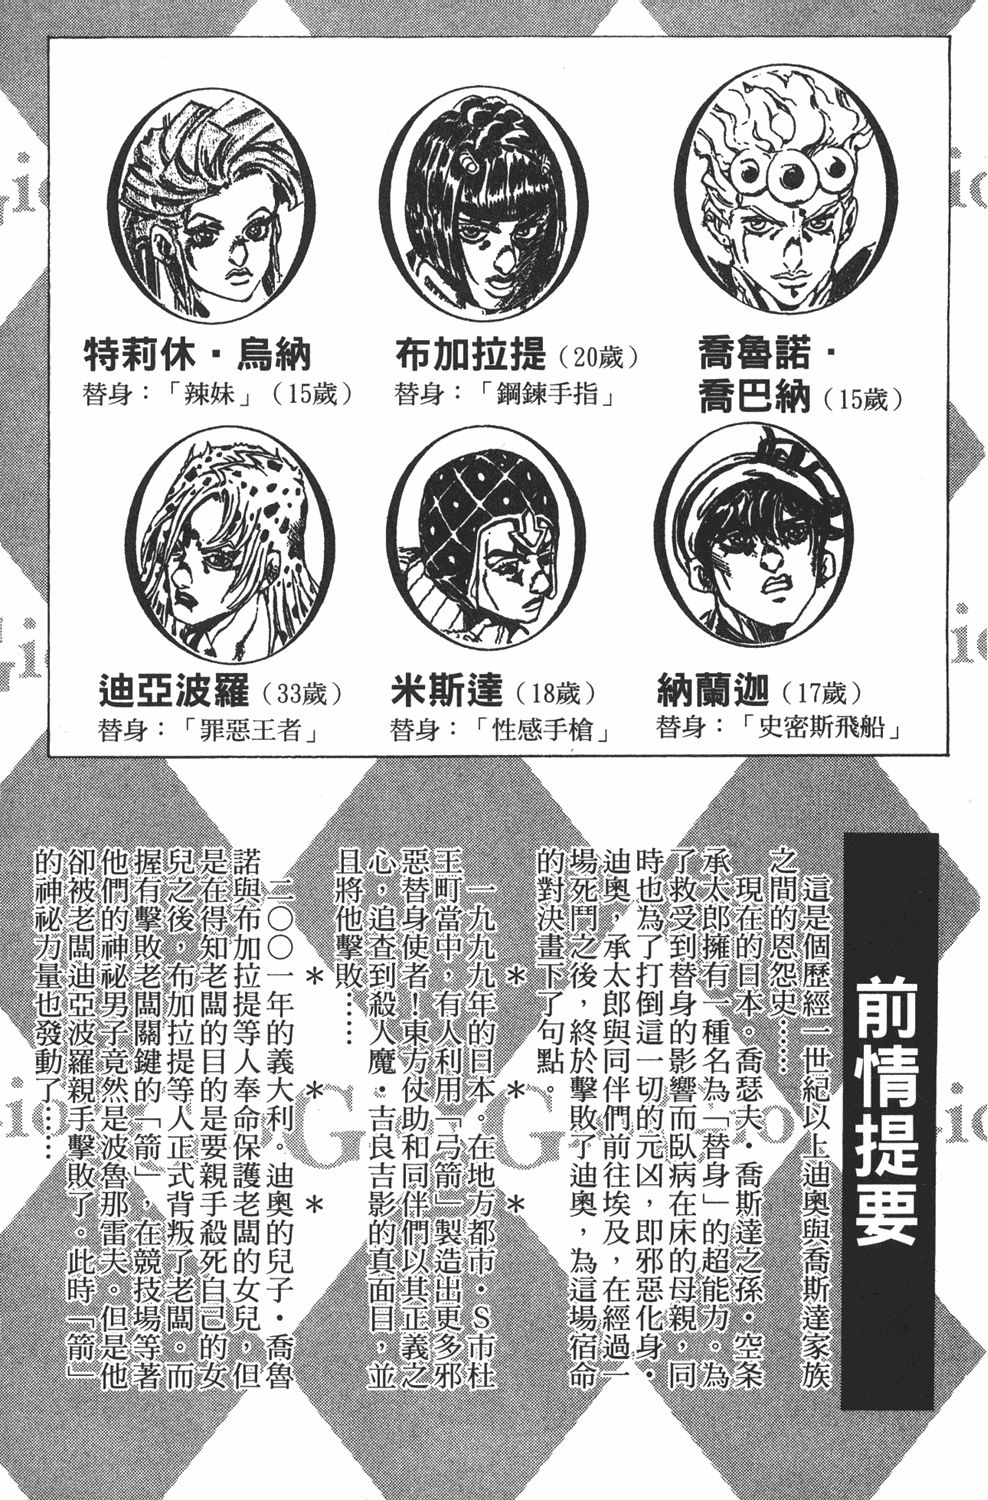 喬魯諾·
喬巴納（15歲）
布加拉提（20歲）
替身：「鋼鍊手指」
特莉休·烏納
替身：「辣妹」（15歲）
納蘭迦（17歲）
替身：「史密斯飛船」
米斯達（18歲）
替身：「性感手槍」
迪亞波羅（33歲）
替身：「罪惡王者」
前情提要
這是個歷經一世紀以上迪奧與喬斯達家族
之間的恩怨史……
現在的日本。喬瑟夫·喬斯達之孫·空条
承太郎擁有一種名為「替身」的超能力。為
了救受到替身的影響而臥病在床的母親，同
時也為了打倒這一切的元凶，即邪惡化身·
迪奧，承太郎與同伴們前往埃及，在經過一
場死鬥之後，終於擊敗了迪奧，為這場宿命
的對決畫下了句點。
＊　＊　＊
一九九九年的日本。在地方都市·S市杜
王町當中，有人利用「弓箭」製造出更多邪
惡替身使者！東方仗助和同伴們以其正義之
心，追查到殺人魔·吉良吉影的真面目，並
且將他擊敗……
＊　＊　＊
二〇〇一年的義大利。迪奧的兒子·喬魯
諾與布加拉提等人奉命保護老闆的女兒，但
是在得知老闆的目的是要親手殺死自己的女
兒之後，布加拉提等人正式背叛了老闆。而
握有擊敗老闆關鍵的「箭」，在競技場等著
他們的神祕男子竟然是波魯那雷夫。但是他
卻被老闆迪亞波羅親手擊敗了。此時「箭」
的神祕力量也發動了……
Gio
Gio
Gio
Gio